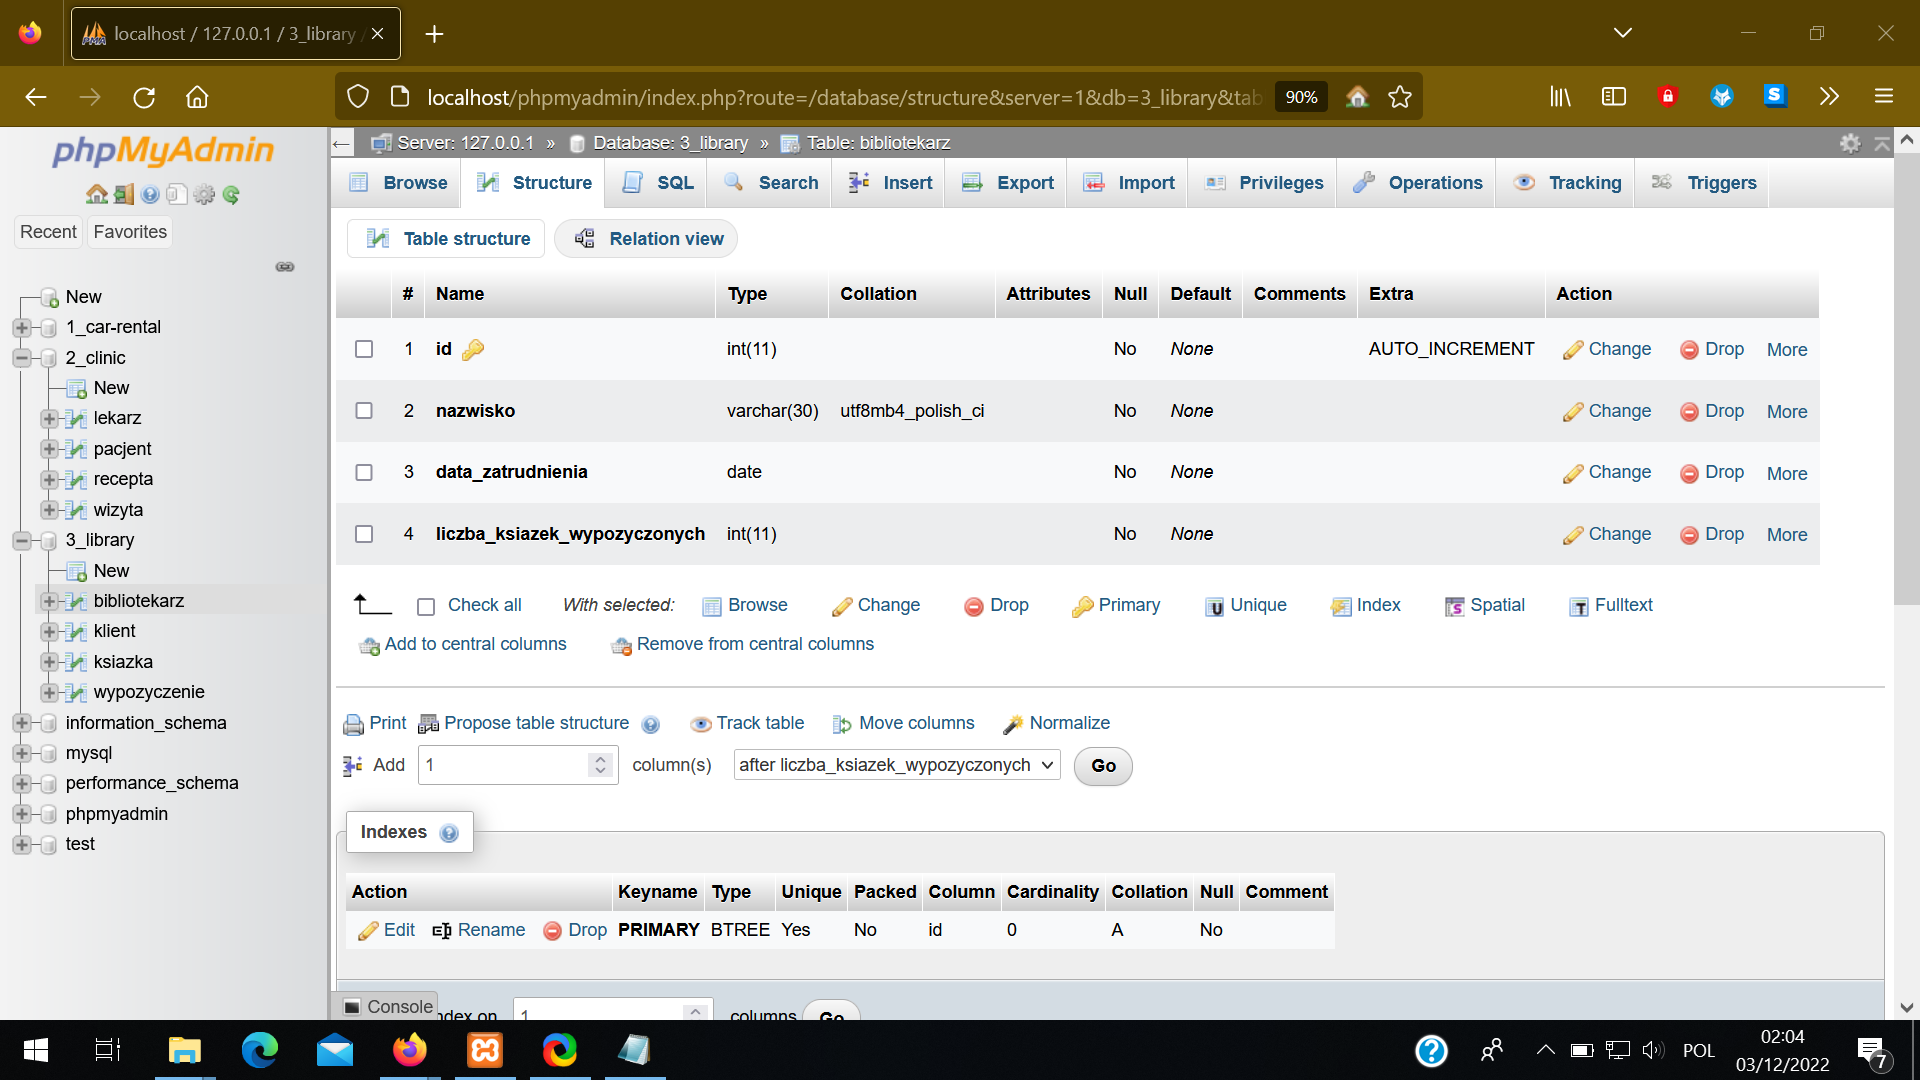 localhost / 127.0.0.1 / 3_library /
localhost/phpmyadmin/index.php?route=/database/structure&server=1&db=3_library&tab
90%
phpMyAdmin
Recent Favorites
New
1_car-rental
2_clinic
New
lekarz
pacjent
recepta
wizyta
3_library
New
bibliotekarz
klient
ksiazka
wypozyczenie
information_schema
mysql
performance_schema
phpmyadmin
test
Server: 127.0.0.1 » Database: 3_library » Table: bibliotekarz
Browse Structure SQL Search Insert Export Import Privileges Operations Tracking Triggers
Table structure Relation view
# Name Type Collation Attributes Null Default Comments Extra Action
1 id int(11) No None AUTO_INCREMENT Change Drop More
2 nazwisko varchar(30) utf8mb4_polish_ci No None Change Drop More
3 data_zatrudnienia date No None Change Drop More
4 liczba_ksiazek_wypozyczonych int(11) No None Change Drop More
Check all With selected: Browse Change Drop Primary Unique Index Spatial Fulltext
Add to central columns Remove from central columns
Print Propose table structure Track table Move columns Normalize
Add 1 column(s) after liczba_ksiazek_wypozyczonych Go
Indexes
Action Keyname Type Unique Packed Column Cardinality Collation Null Comment
Edit Rename Drop PRIMARY BTREE Yes No id 0 A No
Console ndex on 1 columns Go
POL
02:04
03/12/2022
7